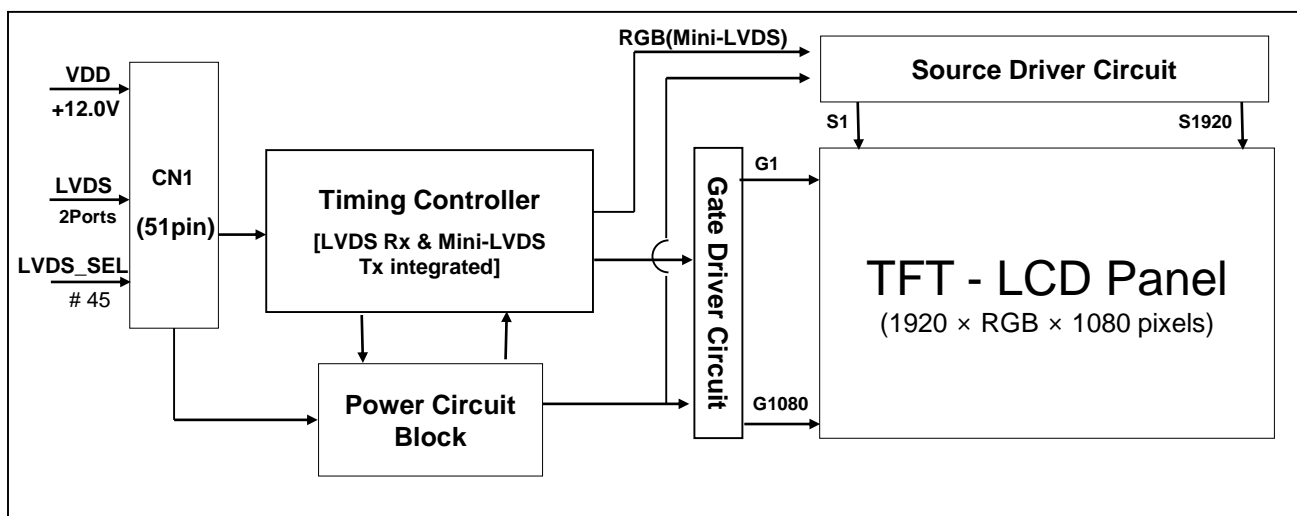 VDD
+12.0V
LVDS
2Ports
LVDS_SEL
# 45
CN1
(51pin)
Timing Controller
[LVDS Rx & Mini-LVDS
Tx integrated]
Power Circuit
Block
RGB(Mini-LVDS)
Source Driver Circuit
S1
S1920
Gate Driver Circuit
G1
G1080
TFT - LCD Panel
(1920 × RGB × 1080 pixels)